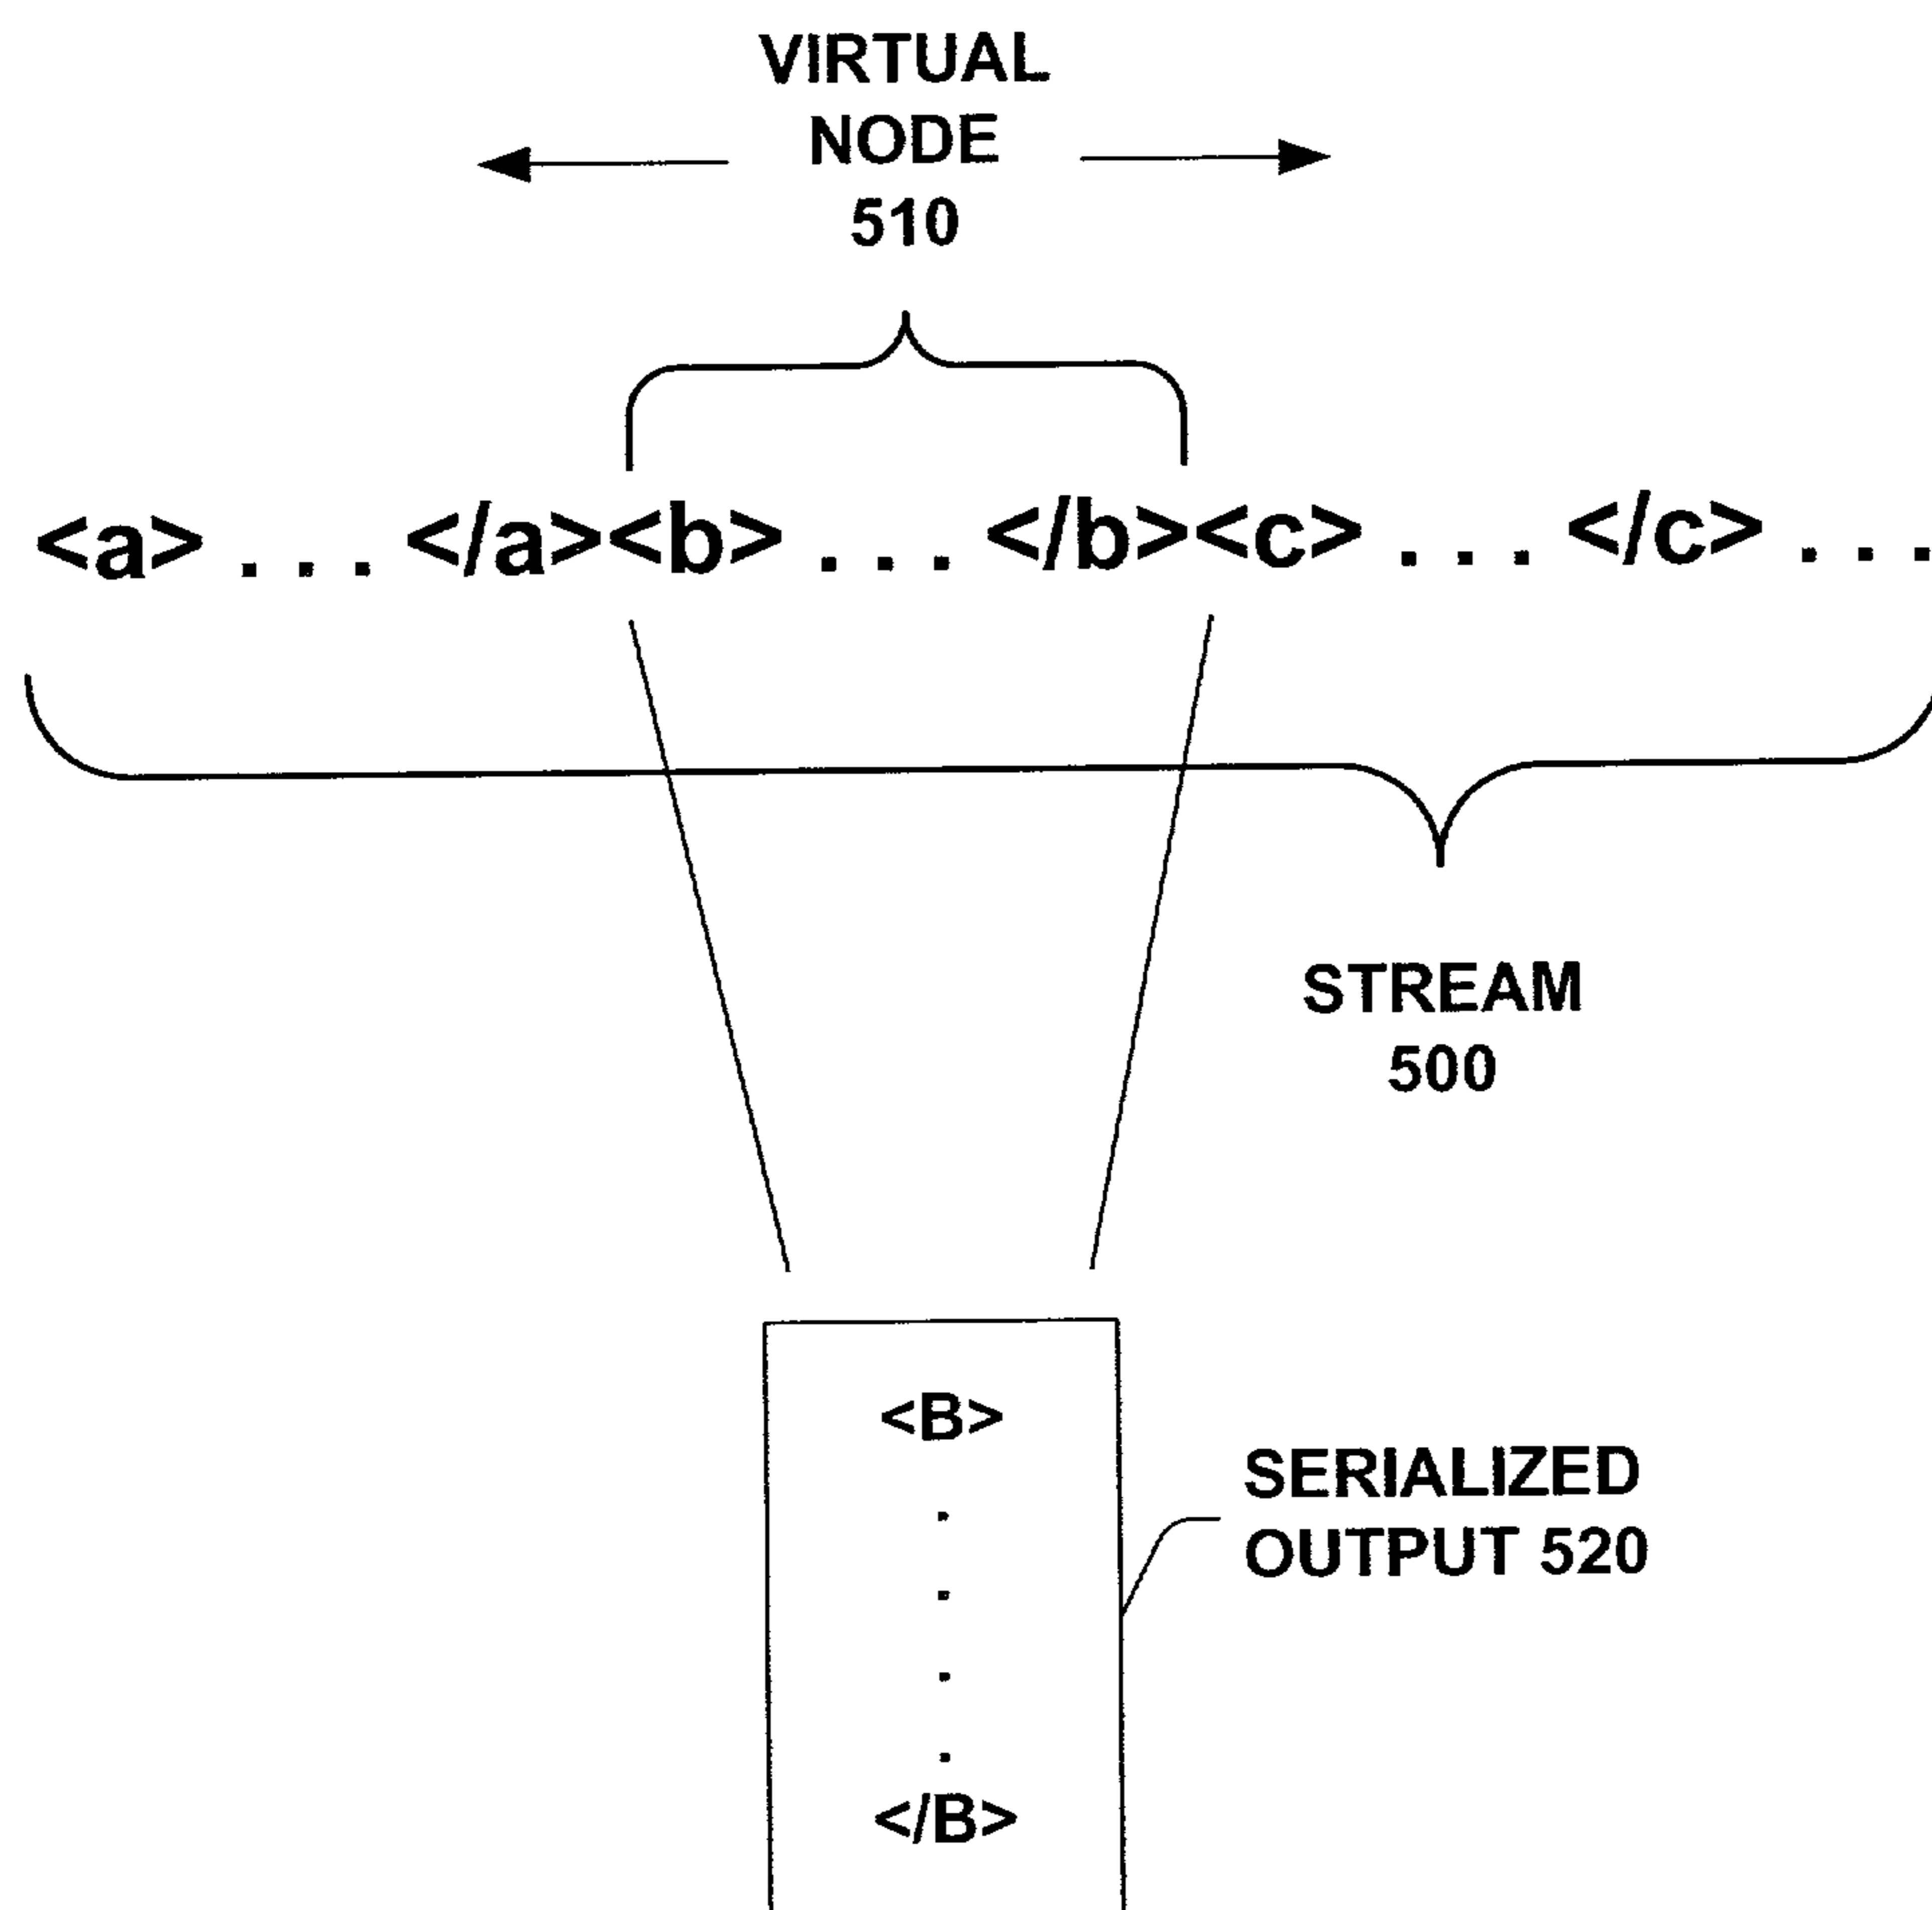 VIRTUAL
NODE
510
<a> . . . </a><b> . . . </b><c> . . . </c> . . .
STREAM
500
<B>
.
.
.
.
</B>
SERIALIZED
OUTPUT 520